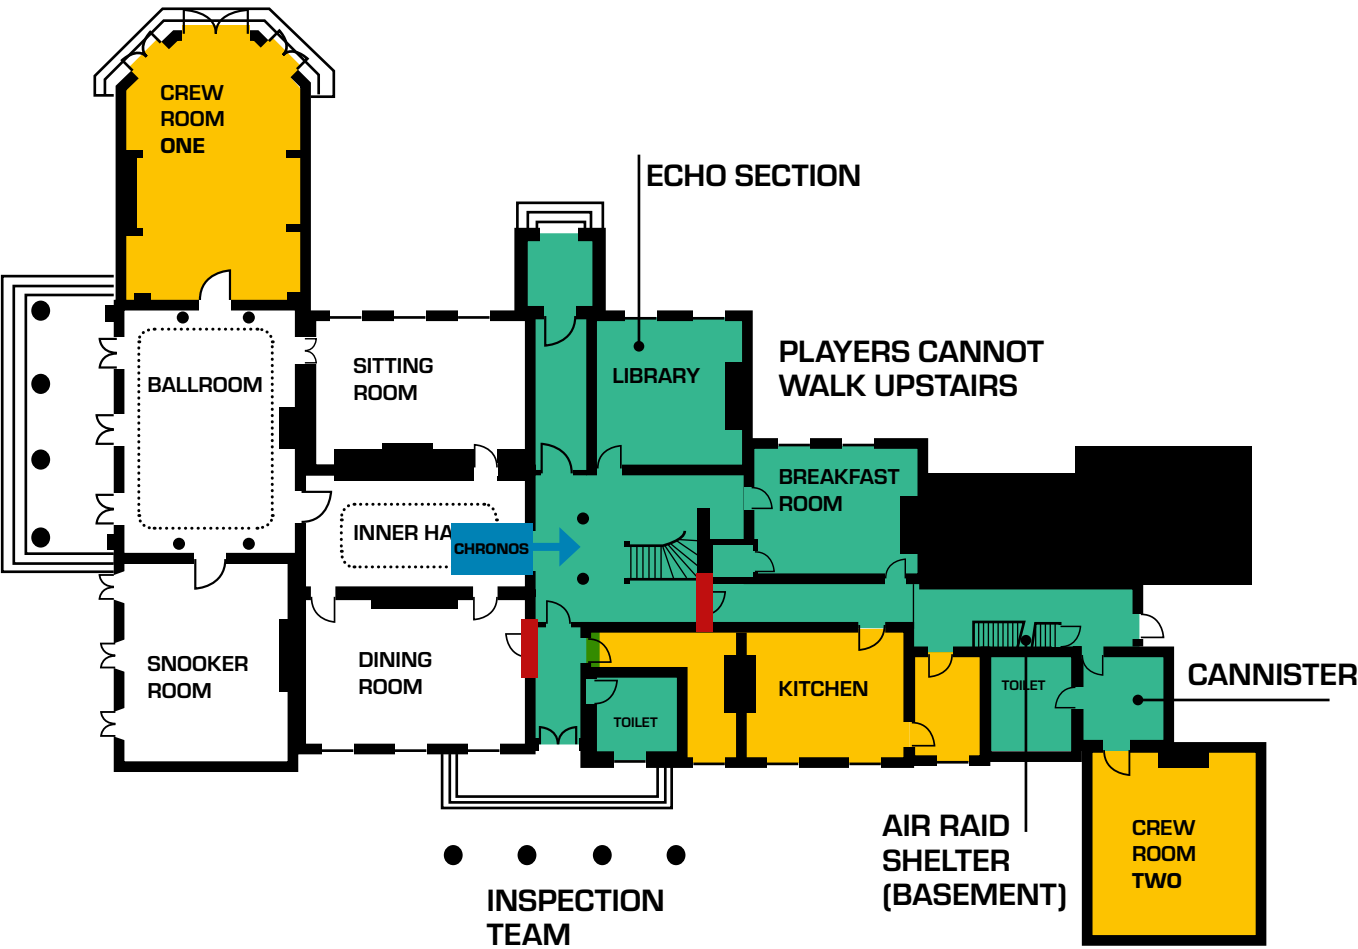 CREW
ROOM
ONE
ECHO SECTION
SITTING
ROOM
LIBRARY
PLAYERS CANNOT
WALK UPSTAIRS
BALLROOM
BREAKFAST
ROOM
INNER HA
CHRONOS
SNOOKER
ROOM
DINING
ROOM
KITCHEN
TOILET
TOILET
CANNISTER
AIR RAID
SHELTER
(BASEMENT)
CREW
ROOM
TWO
INSPECTION
TEAM